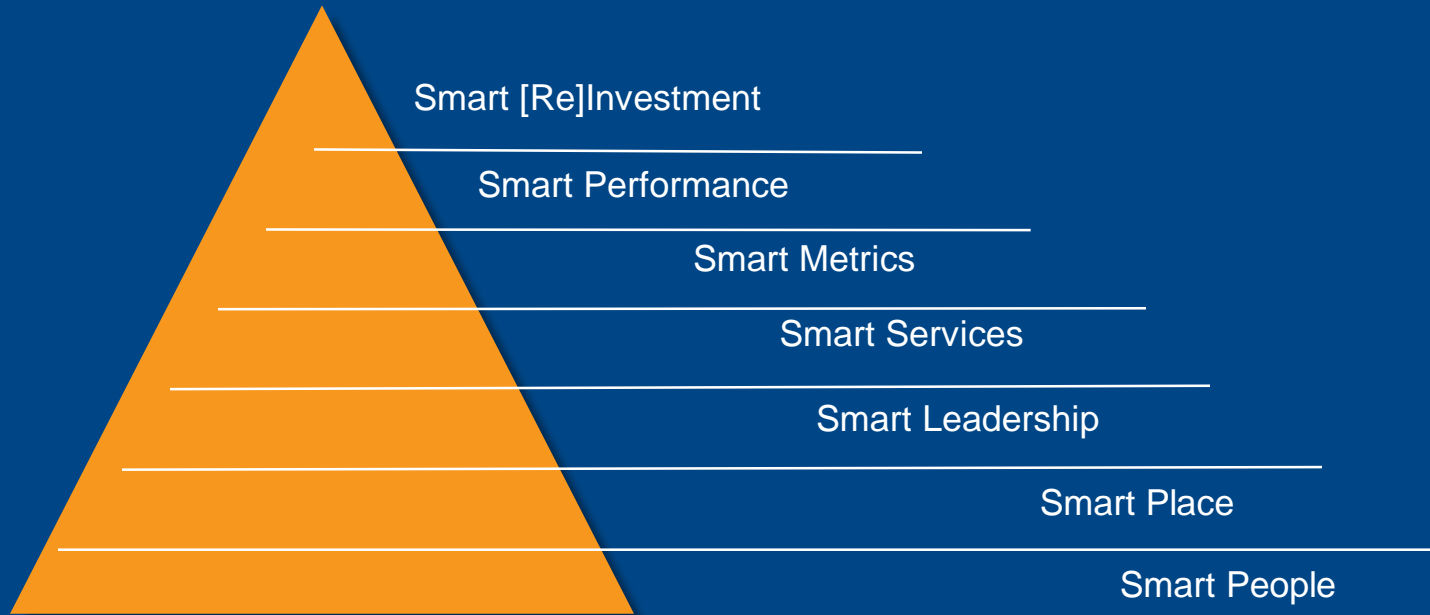 Smart [Re]Investment
Smart Performance
Smart Metrics
Smart Services
Smart Leadership
Smart Place
Smart People